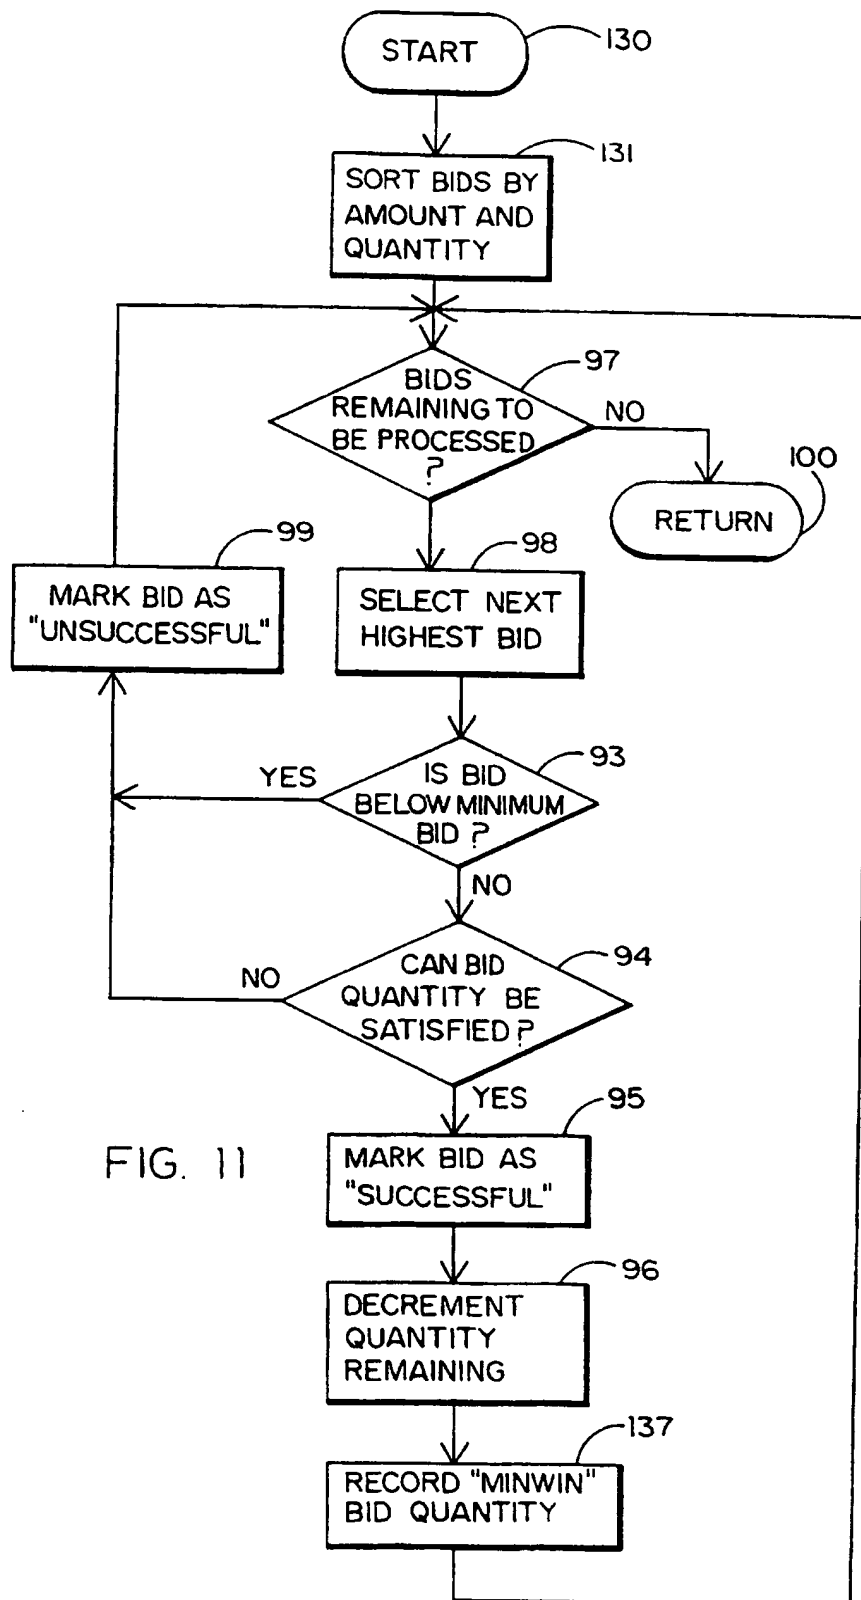 START
130
131
SORT BIDS BY
AMOUNT AND
QUANTITY
97
BIDS
REMAINING TO
BE PROCESSED
?
NO
100
RETURN
99
MARK BID AS
"UNSUCCESSFUL"
98
SELECT NEXT
HIGHEST BID
93
YES
IS BID
BELOW MINIMUM
BID ?
NO
94
NO
CAN BID
QUANTITY BE
SATISFIED ?
YES
95
FIG. 11
MARK BID AS
"SUCCESSFUL"
96
DECREMENT
QUANTITY
REMAINING
137
RECORD "MINWIN"
BID QUANTITY